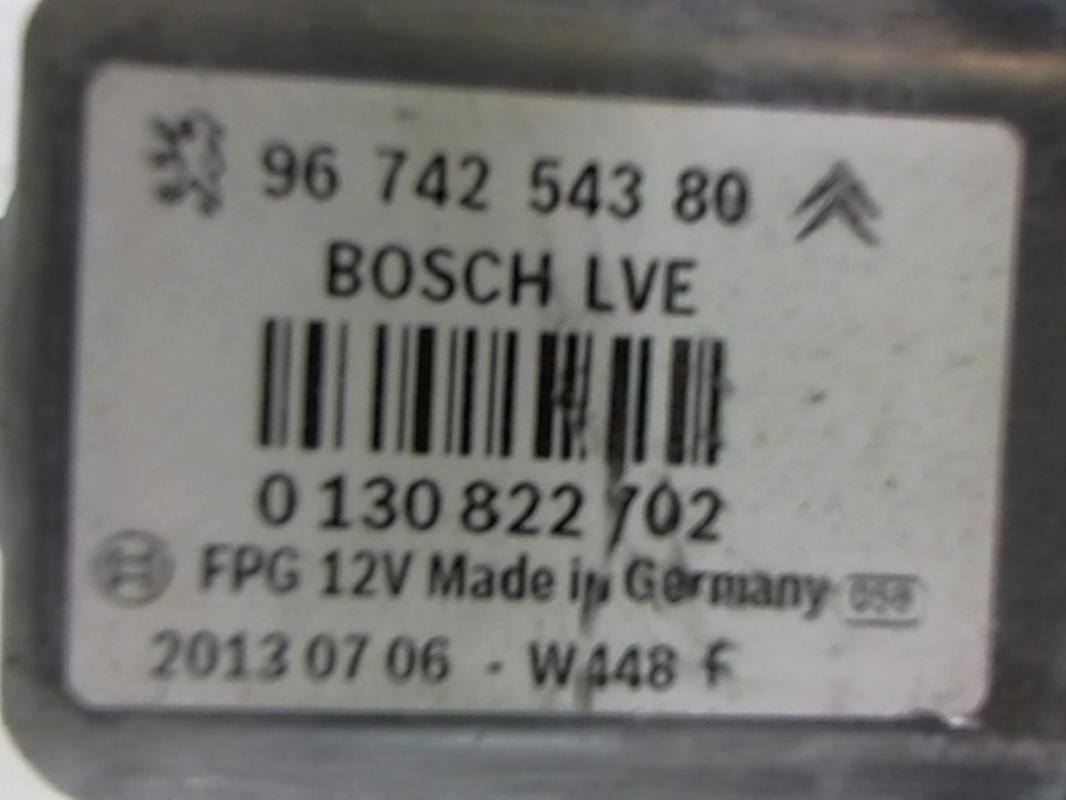 96 742 543 80
BOSCH LVE
0 130 822 702
FPG 12V Made in Germany
2013 07 06 - W448 F